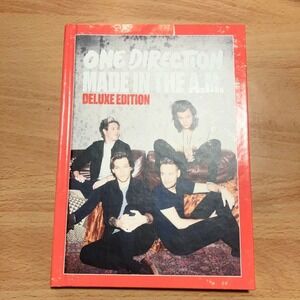 ONE DIRECTION
MADE IN THE A.M.
DELUXE EDITION